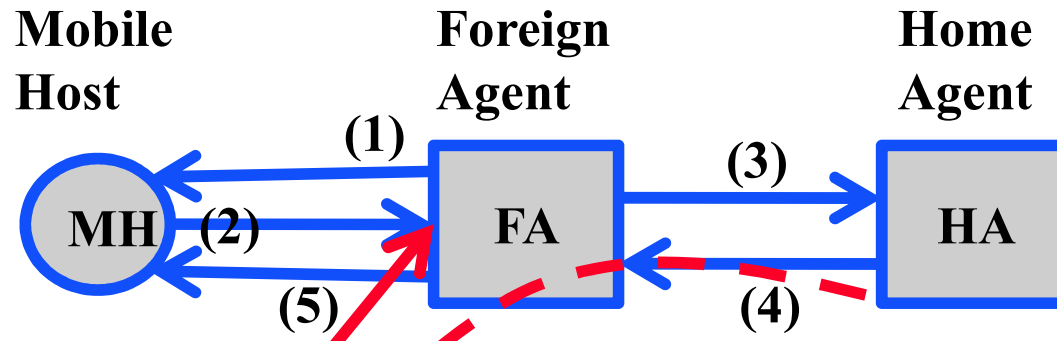 Mobile
Host
Foreign
Agent
Home
Agent
(1)
(3)
MH
(2)
FA
HA
(5)
(4)